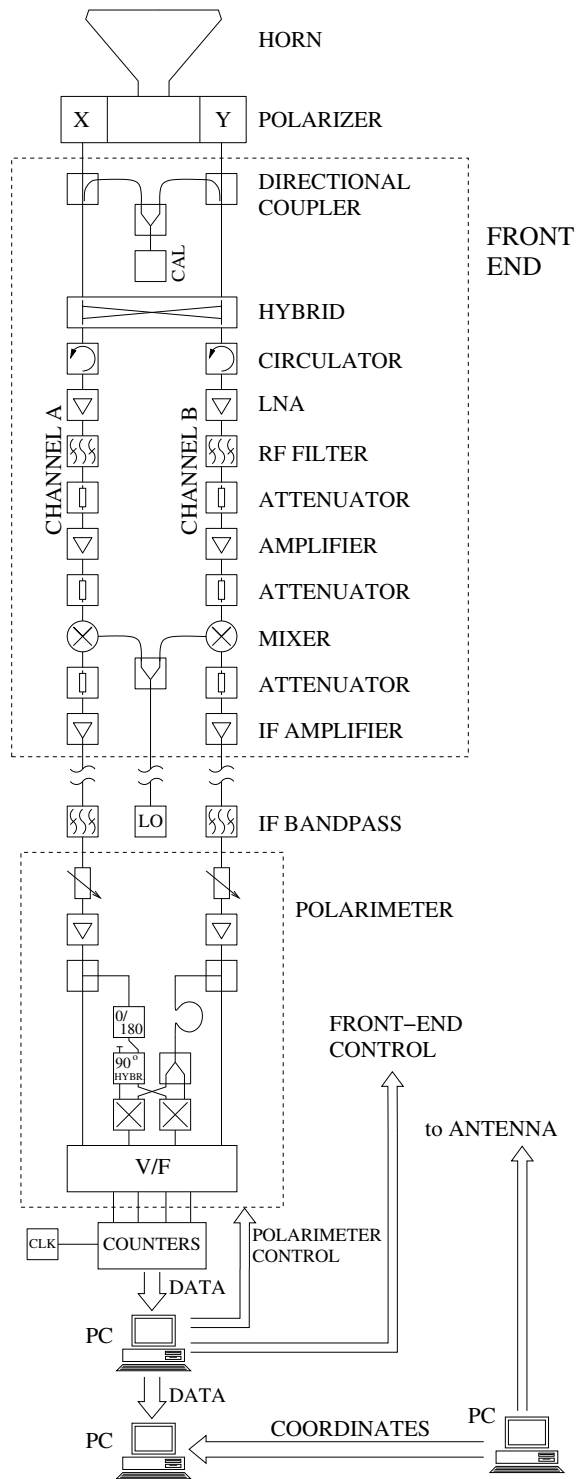 HORN
X
Y
POLARIZER
DIRECTIONAL
COUPLER
CAL
FRONT
END
HYBRID
CIRCULATOR
CHANNEL A
CHANNEL B
LNA
RF FILTER
ATTENUATOR
AMPLIFIER
ATTENUATOR
MIXER
ATTENUATOR
IF AMPLIFIER
LO
IF BANDPASS
POLARIMETER
0/
180
90°
HYBR.
FRONT-END
CONTROL
to ANTENNA
V/F
CLK
COUNTERS
POLARIMETER
CONTROL
DATA
PC
DATA
PC
COORDINATES
PC